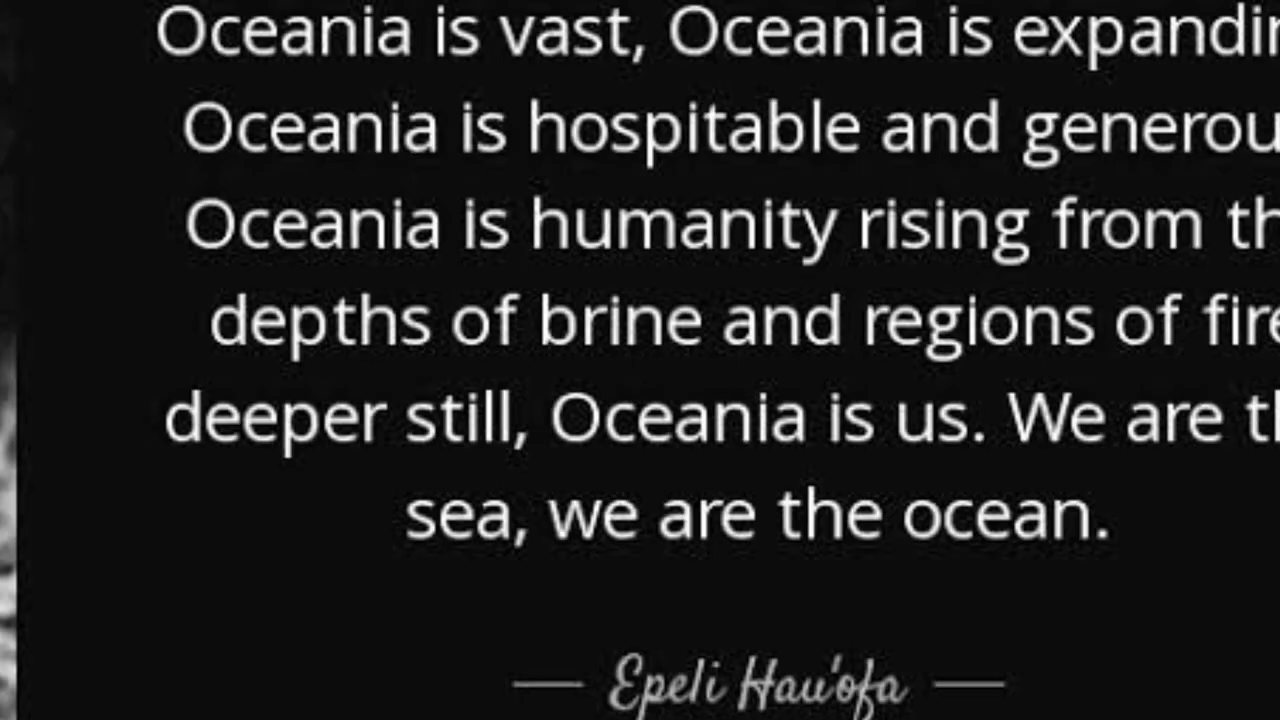 Oceania is vast, Oceania is expandin
Oceania is hospitable and generou
Oceania is humanity rising from th
depths of brine and regions of fire
deeper still, Oceania is us. We are th
sea, we are the ocean.
— Epeli Hau'ofa —